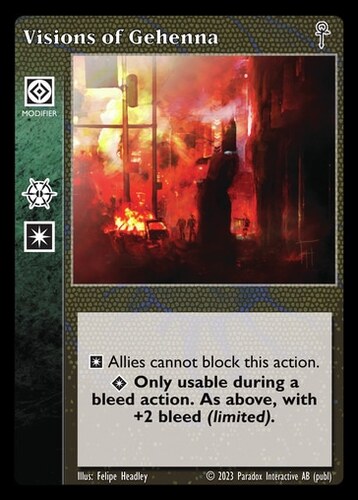 Visions of Gehenna
MODIFIER
Allies cannot block this action.
Only usable during a
bleed action. As above, with
+2 bleed (limited).
Illus: Felipe Headley © 2023 Paradox Interactive AB (publ)